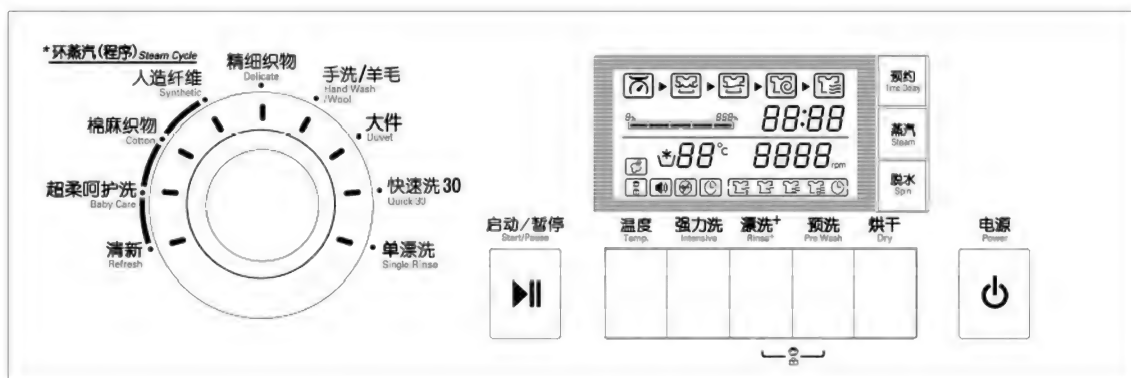 *环蒸汽(程序) Steam Cycle
精细织物
Delicate
人造纤维
Synthetic
手洗/羊毛
Hand Wash
/Wool
棉麻织物
Cotton
大件
Duvet
超柔呵护洗
Baby Care
快速洗 30
Quick 30
清新
Refresh
单漂洗
Single Rinse
启动/暂停
Start/Pause
88:88
88°c
8888 rpm
预约
Time Delay
蒸汽
Steam
脱水
Spin
温度
Temp.
强力洗
Intensive
漂洗+
Rinse+
预洗
Pre Wash
烘干
Dry
电源
Power